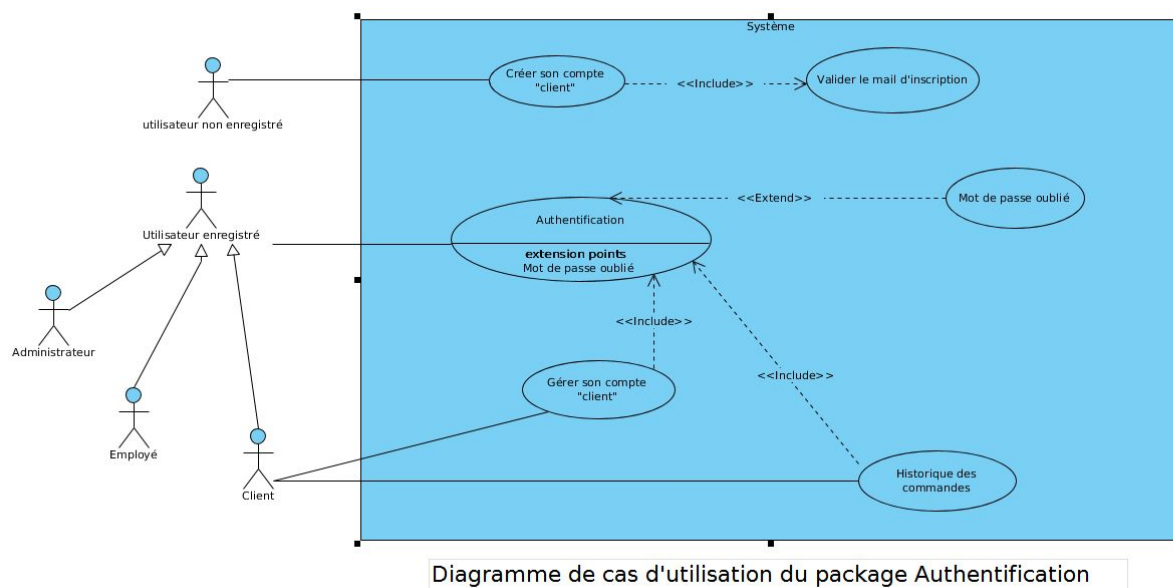 Système
Créer son compte
"client"
<<Include>>
Valider le mail d'inscription
utilisateur non enregistré
<<Extend>>
Mot de passe oublié
Authentification
Utilisateur enregistré
extension points
Mot de passe oublié
<<Include>>
Administrateur
Gérer son compte
"client"
<<Include>>
Employé
Historique des
commandes
Client
Diagramme de cas d'utilisation du package Authentification